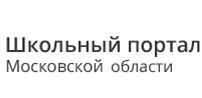 Школьный портал
Московской области